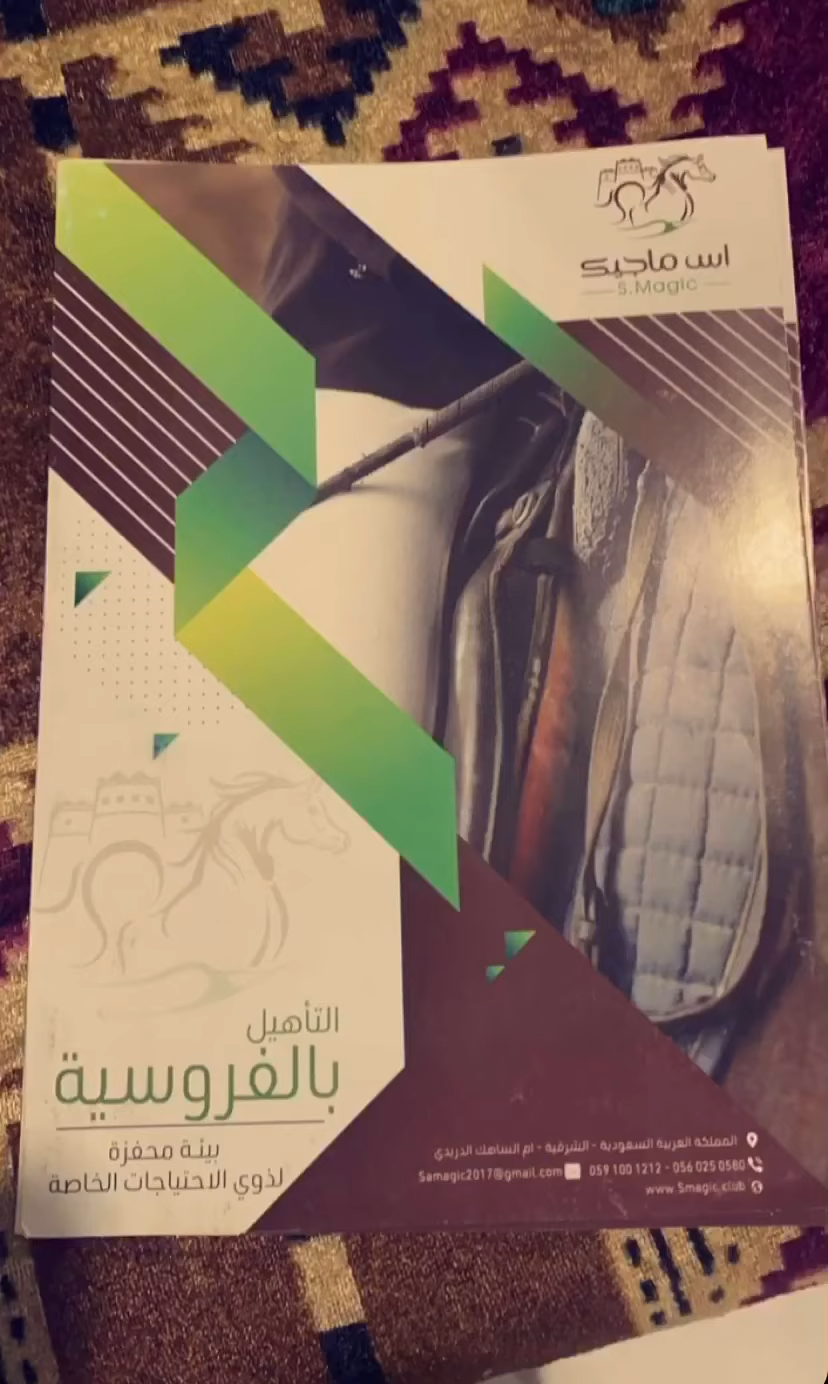 اس ماجيك
S.Magic
التأهيل
بالفروسية
بيئة محفزة
لذوي الاحتياجات الخاصة
المملكة العربية السعودية - الشرقية - ام الساهك الدريدي
059 100 1212 - 056 025 0580
Samagic2017@gmail.com
www.Smagic.club